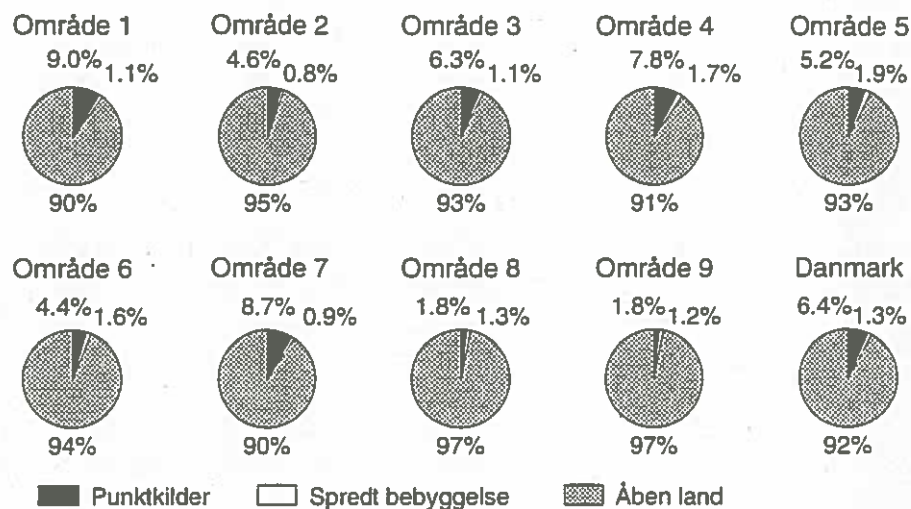 Område 1 Område 2 Område 3 Område 4 Område 5
9.0% 1.1% 4.6% 0.8% 6.3% 1.1% 7.8% 1.7% 5.2% 1.9%
90% 95% 93% 91% 93%
Område 6 Område 7 Område 8 Område 9 Danmark
4.4% 1.6% 8.7% 0.9% 1.8% 1.3% 1.8% 1.2% 6.4% 1.3%
94% 90% 97% 97% 92%
Punktkilder Spredt bebyggelse Åben land